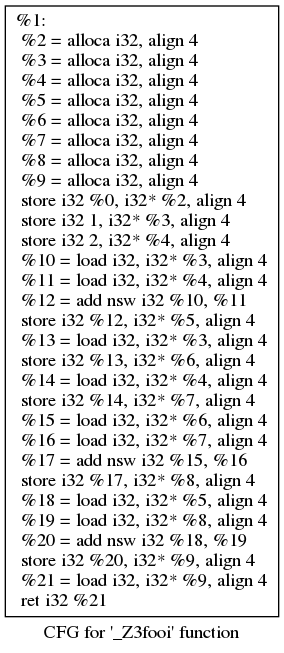 %1:
%2 = alloca i32, align 4
%3 = alloca i32, align 4
%4 = alloca i32, align 4
%5 = alloca i32, align 4
%6 = alloca i32, align 4
%7 = alloca i32, align 4
%8 = alloca i32, align 4
%9 = alloca i32, align 4
store i32 %0, i32* %2, align 4
store i32 1, i32* %3, align 4
store i32 2, i32* %4, align 4
%10 = load i32, i32* %3, align 4
%11 = load i32, i32* %4, align 4
%12 = add nsw i32 %10, %11
store i32 %12, i32* %5, align 4
%13 = load i32, i32* %3, align 4
store i32 %13, i32* %6, align 4
%14 = load i32, i32* %4, align 4
store i32 %14, i32* %7, align 4
%15 = load i32, i32* %6, align 4
%16 = load i32, i32* %7, align 4
%17 = add nsw i32 %15, %16
store i32 %17, i32* %8, align 4
%18 = load i32, i32* %5, align 4
%19 = load i32, i32* %8, align 4
%20 = add nsw i32 %18, %19
store i32 %20, i32* %9, align 4
%21 = load i32, i32* %9, align 4
ret i32 %21
CFG for '_Z3fooi' function